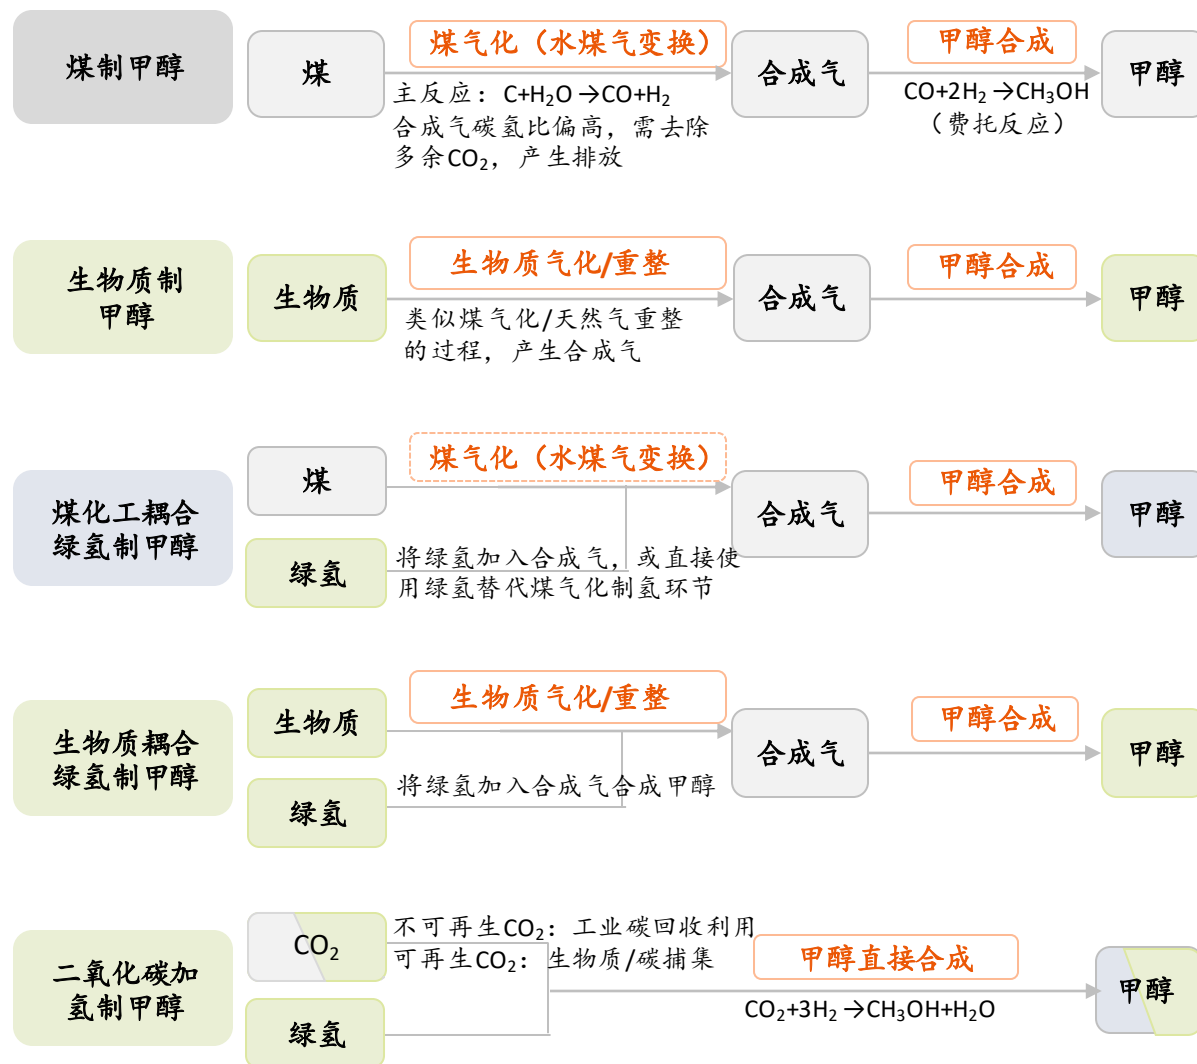 煤制甲醇
煤
煤气化（水煤气变换）
主反应：C+H₂O→CO+H₂
合成气碳氢比偏高，需去除
多余CO₂，产生排放
合成气
甲醇合成
CO+2H₂→CH₃OH
（费托反应）
甲醇
生物质制
甲醇
生物质
生物质气化/重整
类似煤气化/天然气重整
的过程，产生合成气
合成气
甲醇合成
甲醇
煤化工耦合
绿氢制甲醇
煤
绿氢
煤气化（水煤气变换）
将绿氢加入合成气，或直接使
用绿氢替代煤气化制氢环节
合成气
甲醇合成
甲醇
生物质耦合
绿氢制甲醇
生物质
绿氢
生物质气化/重整
将绿氢加入合成气合成甲醇
合成气
甲醇合成
甲醇
二氧化碳加
氢制甲醇
CO₂
绿氢
不可再生CO₂：工业碳回收利用
可再生CO₂：生物质/碳捕集
甲醇直接合成
CO₂+3H₂→CH₃OH+H₂O
甲醇